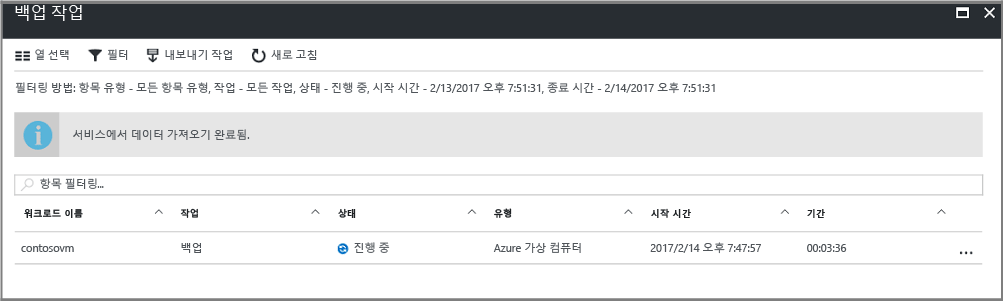 백업 작업
열 선택 필터 내보내기 작업 새로 고침
필터링 방법: 항목 유형 - 모든 항목 유형, 작업 - 모든 작업, 상태 - 진행 중, 시작 시간 - 2/13/2017 오후 7:51:31, 종료 시간 - 2/14/2017 오후 7:51:31
서비스에서 데이터 가져오기 완료됨.
항목 필터링...
워크로드 이름 작업 상태 유형 시작 시간 기간
contosovm 백업 진행 중 Azure 가상 컴퓨터 2017/2/14 오후 7:47:57 00:03:36 ...